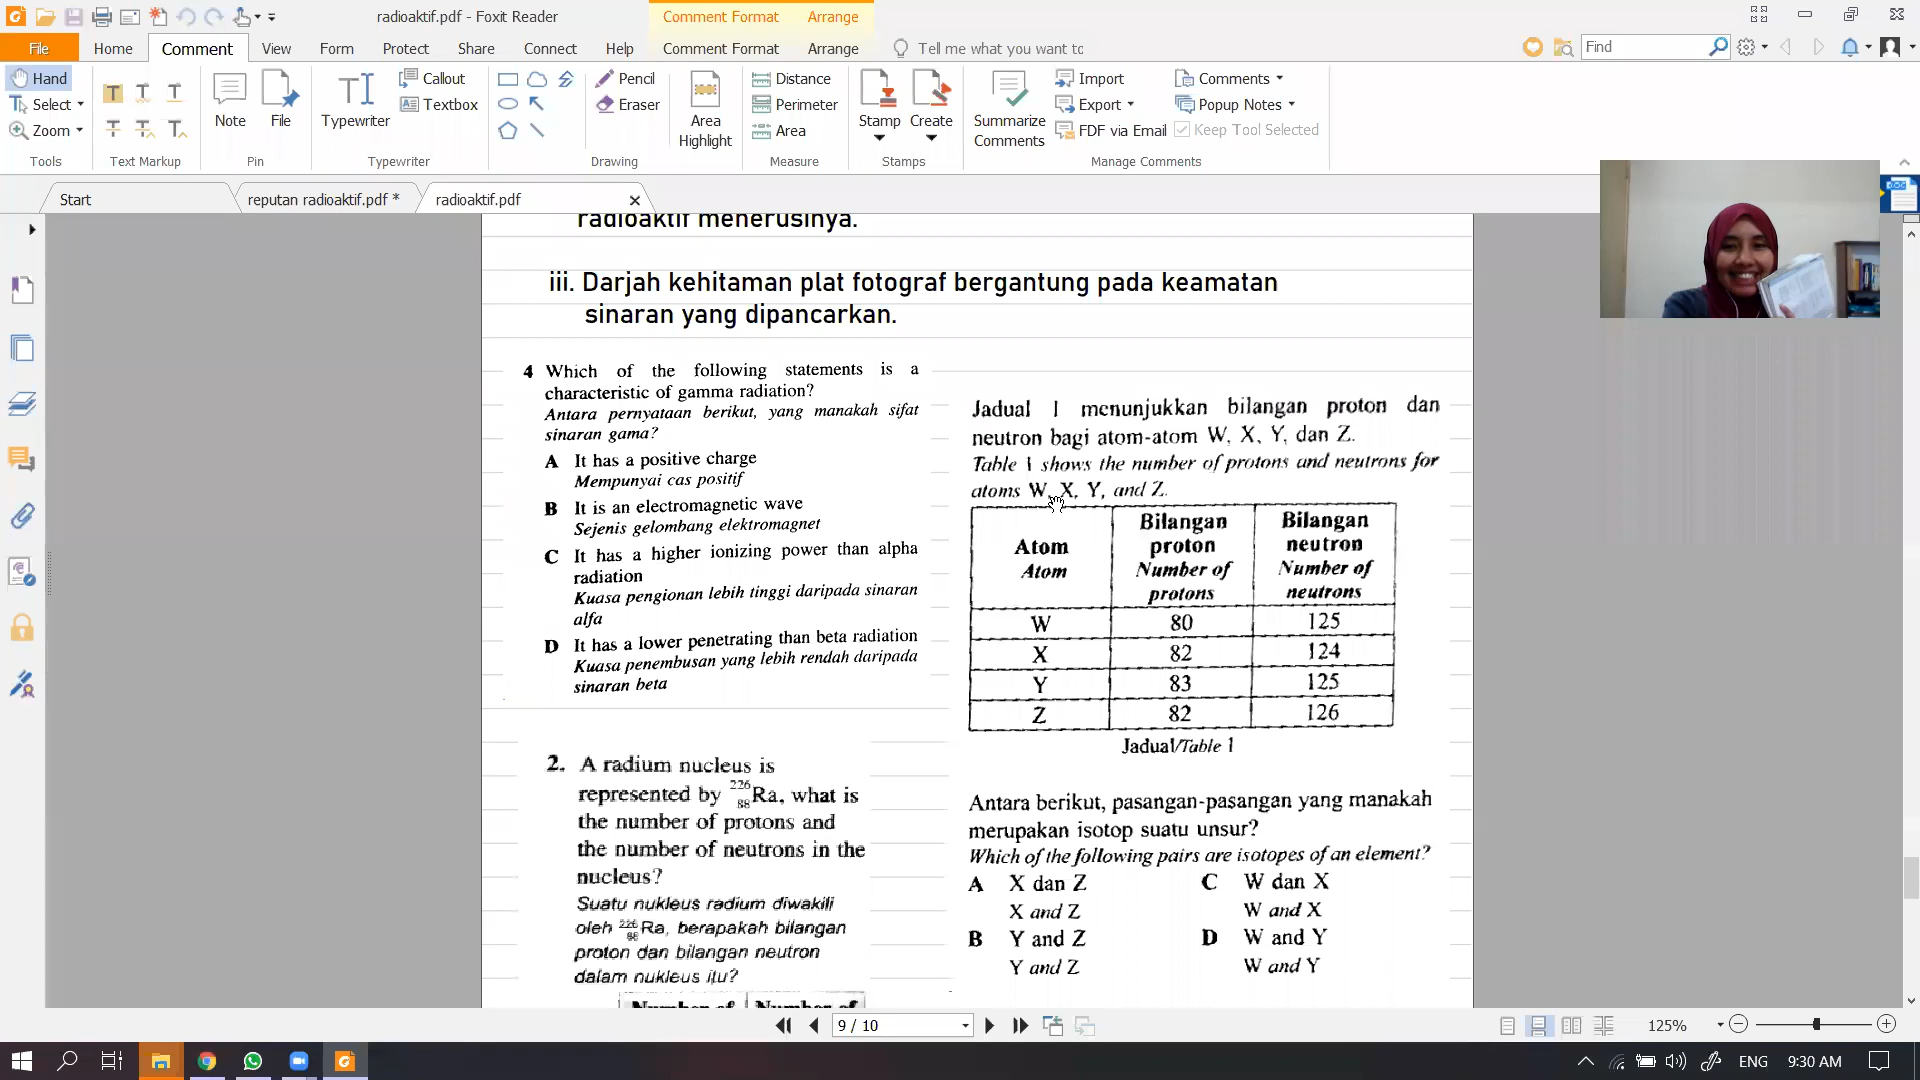 radioaktif.pdf - Foxit Reader
Comment Format Arrange
File Home Comment View Form Protect Share Connect Help Comment Format Arrange Tell me what you want tc Find
Hand
Select
Zoom
Tools
Text Markup
Note
File
Pin
Typewriter
Callout
Textbox
Typewriter
Pencil
Eraser
Area
Highlight
Drawing
Distance
Perimeter
Area
Measure
Stamp
Create
Stamps
Summarize
Comments
Import
Export
FDF via Email
Comments
Popup Notes
Keep Tool Selected
Manage Comments
Start reputan radioaktif.pdf * radioaktif.pdf
radioaktif menerusinya.
iii. Darjah kehitaman plat fotograf bergantung pada keamatan
sinaran yang dipancarkan.
4 Which of the following statements is a
characteristic of gamma radiation?
Antara pernyataan berikut, yang manakah sifat
sinaran gama?
A It has a positive charge
Mempunyai cas positif
B It is an electromagnetic wave
Sejenis gelombang elektromagnet
C It has a higher ionizing power than alpha
radiation
Kuasa pengionan lebih tinggi daripada sinaran
alfa
D It has a lower penetrating than beta radiation
Kuasa penembusan yang lebih rendah daripada
sinaran beta
2. A radium nucleus is
represented by 226 88 Ra, what is
the number of protons and
the number of neutrons in the
nucleus?
Suatu nukleus radium diwakili
oleh 226 88 Ra, berapakah bilangan
proton dan bilangan neutron
dalam nukleus itu?
Number of Number of
Jadual 1 menunjukkan bilangan proton dan
neutron bagi atom-atom W, X, Y, dan Z.
Table 1 shows the number of protons and neutrons for
atoms W, X, Y, and Z.
Atom
Atom
Bilangan
proton
Number of
protons
Bilangan
neutron
Number of
neutrons
W 80 125
X 82 124
Y 83 125
Z 82 126
Jadual/Table 1
Antara berikut, pasangan-pasangan yang manakah
merupakan isotop suatu unsur?
Which of the following pairs are isotopes of an element?
A X dan Z
X and Z
B Y and Z
Y and Z
C W dan X
W and X
D W and Y
W and Y
9 / 10
125%
ENG 9:30 AM